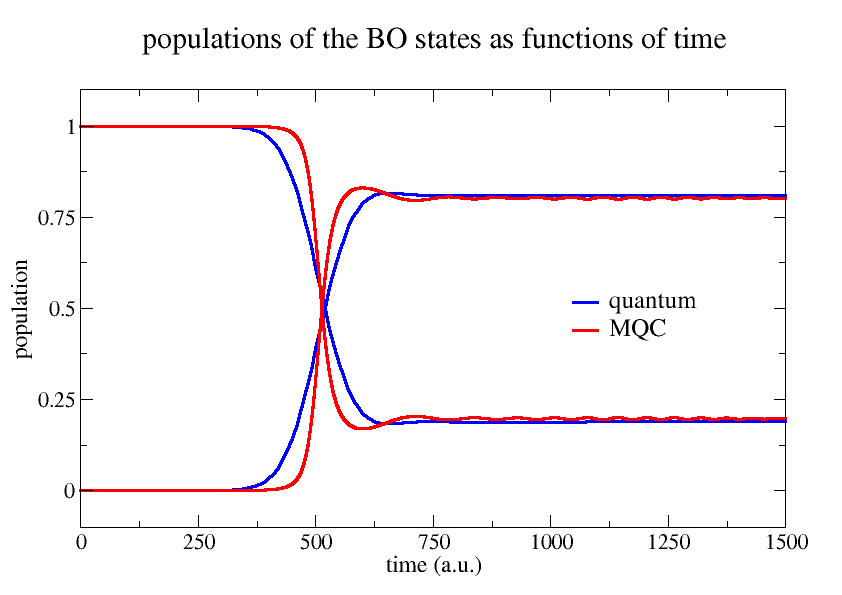 populations of the BO states as functions of time
1
0.75
0.5
0.25
0
population
quantum
MQC
0 250 500 750 1000 1250 1500
time (a.u.)